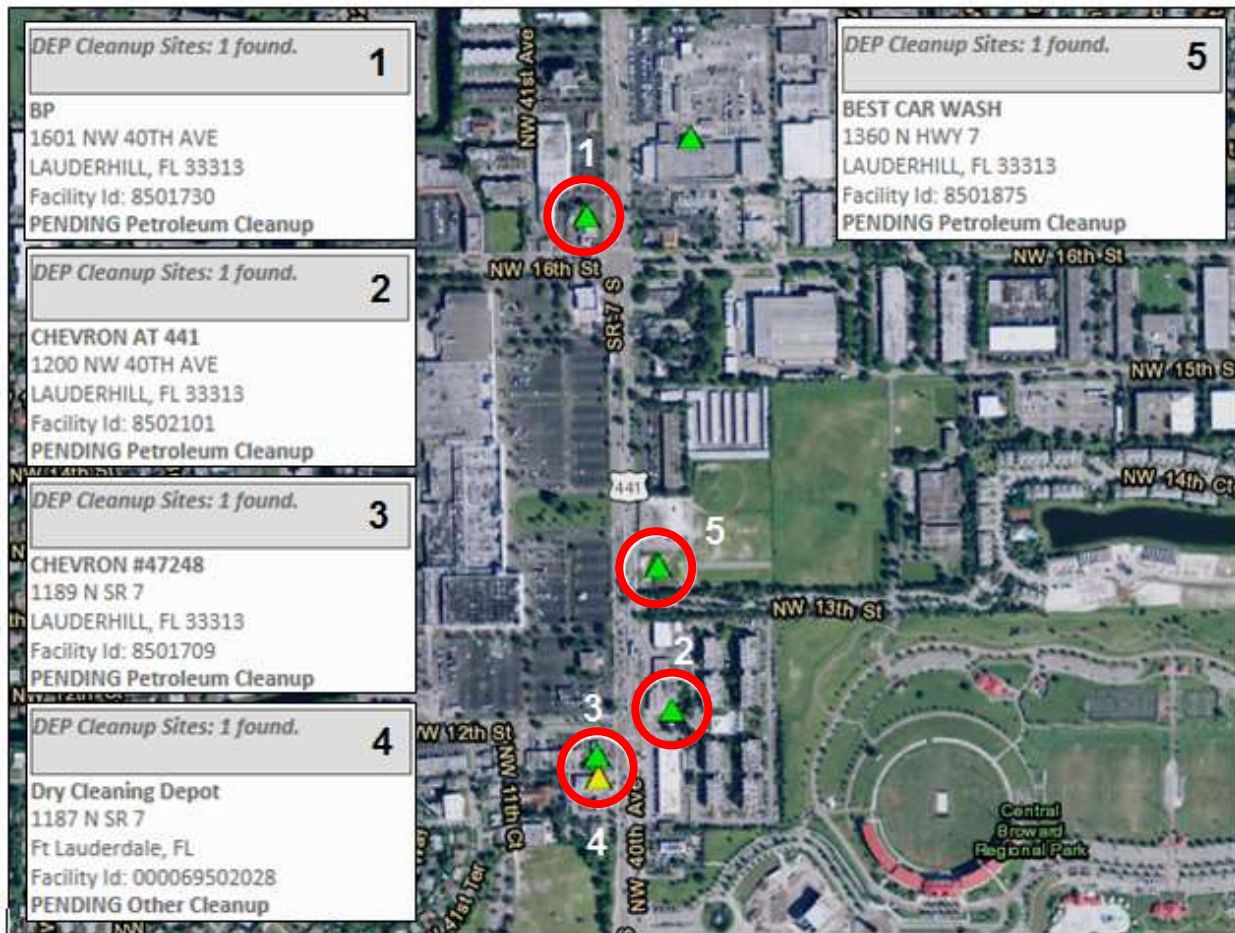 DEP Cleanup Sites: 1 found.
1
BP
1601 NW 40TH AVE
LAUDERHILL, FL 33313
Facility Id: 8501730
PENDING Petroleum Cleanup
DEP Cleanup Sites: 1 found.
2
CHEVRON AT 441
1200 NW 40TH AVE
LAUDERHILL, FL 33313
Facility Id: 8502101
PENDING Petroleum Cleanup
DEP Cleanup Sites: 1 found.
3
CHEVRON #47248
1189 N SR 7
LAUDERHILL, FL 33313
Facility Id: 8501709
PENDING Petroleum Cleanup
DEP Cleanup Sites: 1 found.
4
Dry Cleaning Depot
1187 N SR 7
Ft Lauderdale, FL
Facility Id: 000069502028
PENDING Other Cleanup
DEP Cleanup Sites: 1 found.
5
BEST CAR WASH
1360 N HWY 7
LAUDERHILL, FL 33313
Facility Id: 8501875
PENDING Petroleum Cleanup
NW 41st Ave
1
NW 16th St
NW 16th St
SR-7 S
NW 15th S
NW 14th Ct
441
5
NW 13th St
2
3
NW 12th St
NW 11th Ct
4
NW 40th Ave
41st Ter
Central
Broward
Regional Park